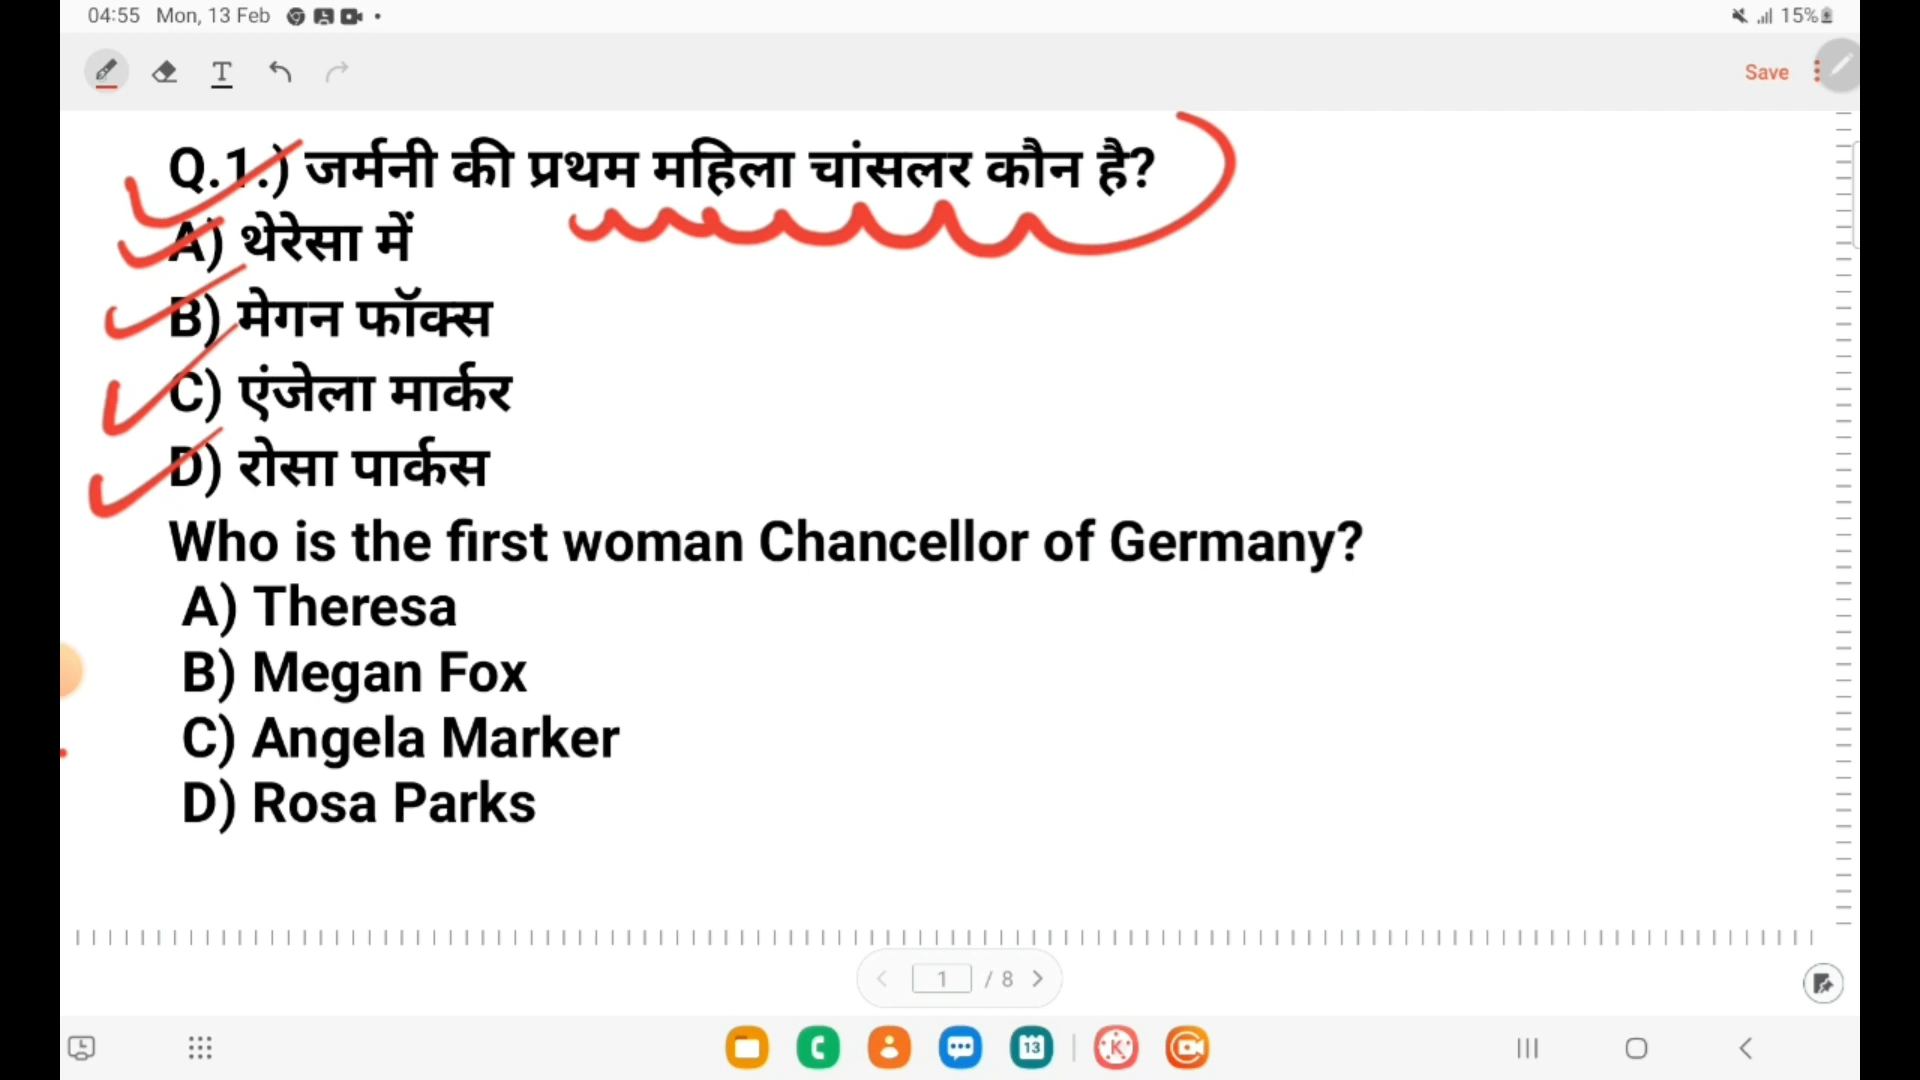 04:55 Mon, 13 Feb
15%
T
Save
Q.1.) जर्मनी की प्रथम महिला चांसलर कौन है?
A) थेरेसा में
B) मेगन फॉक्स
C) एंजेला मार्कर
D) रोसा पार्कस
Who is the first woman Chancellor of Germany?
A) Theresa
B) Megan Fox
C) Angela Marker
D) Rosa Parks
1 / 8
13
K